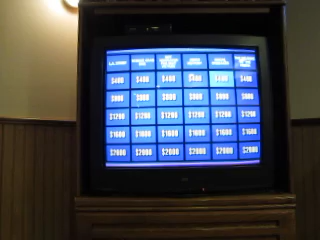 $400 $400 $400 $400 $400 $400
$800 $800 $800 $800 $800 $800
$1200 $1200 $1200 $1200 $1200 $1200
$1600 $1600 $1600 $1600 $1600 $1600
$2000 $2000 $2000 $2000 $2000 $2000